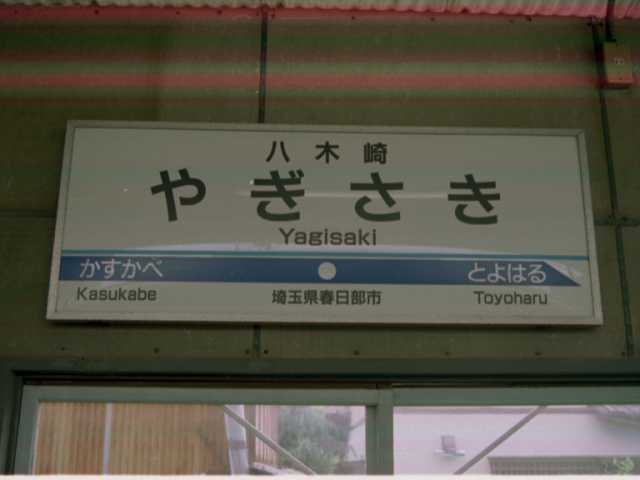 八木崎
やぎさき
Yagisaki
かすかべ とよはる
Kasukabe 埼玉県春日部市 Toyoharu